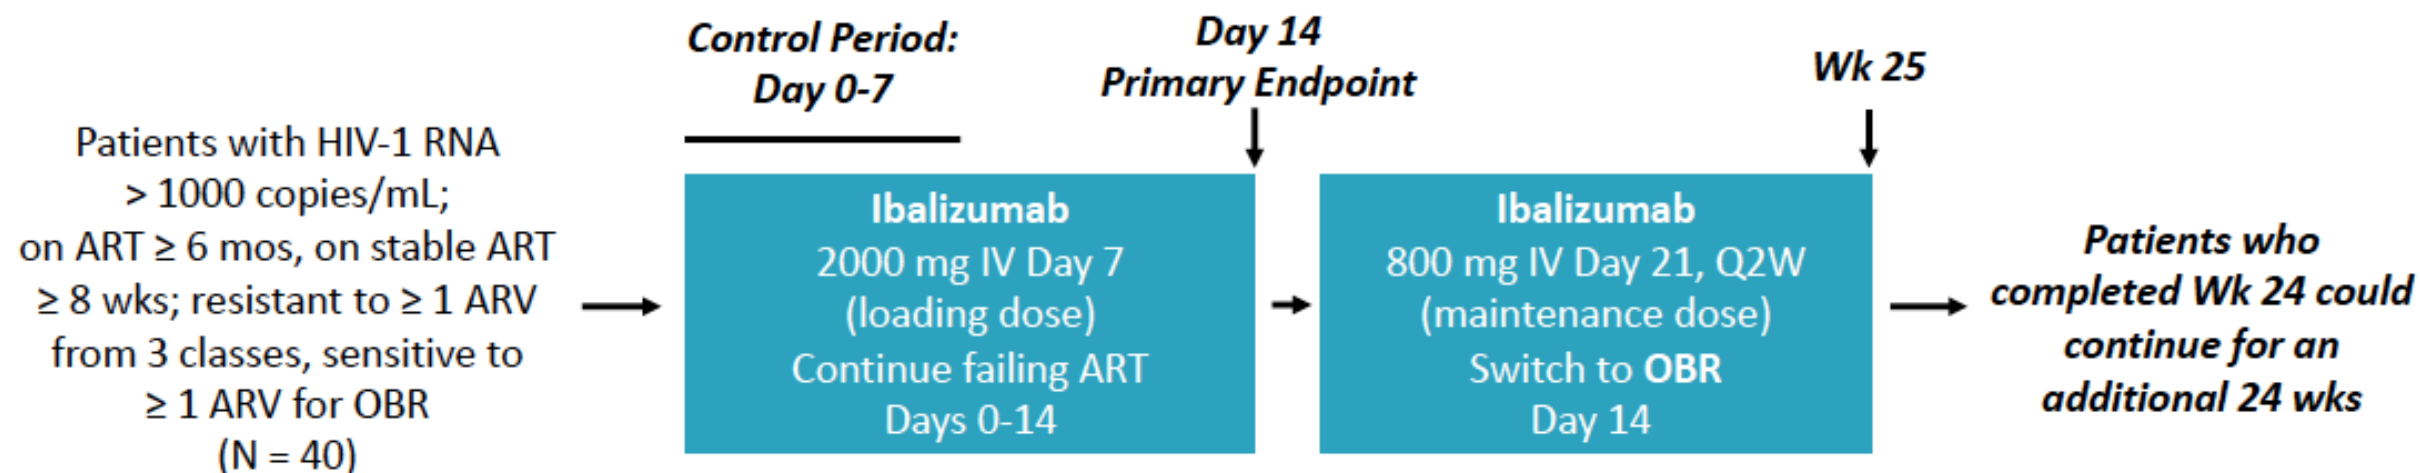 Patients with HIV-1 RNA
> 1000 copies/mL;
on ART ≥ 6 mos, on stable ART
≥ 8 wks; resistant to ≥ 1 ARV
from 3 classes, sensitive to
≥ 1 ARV for OBR
(N = 40)
Control Period:
Day 0-7
Day 14
Primary Endpoint
Wk 25
Ibalizumab
2000 mg IV Day 7
(loading dose)
Continue failing ART
Days 0-14
Ibalizumab
800 mg IV Day 21, Q2W
(maintenance dose)
Switch to OBR
Day 14
Patients who
completed Wk 24 could
continue for an
additional 24 wks